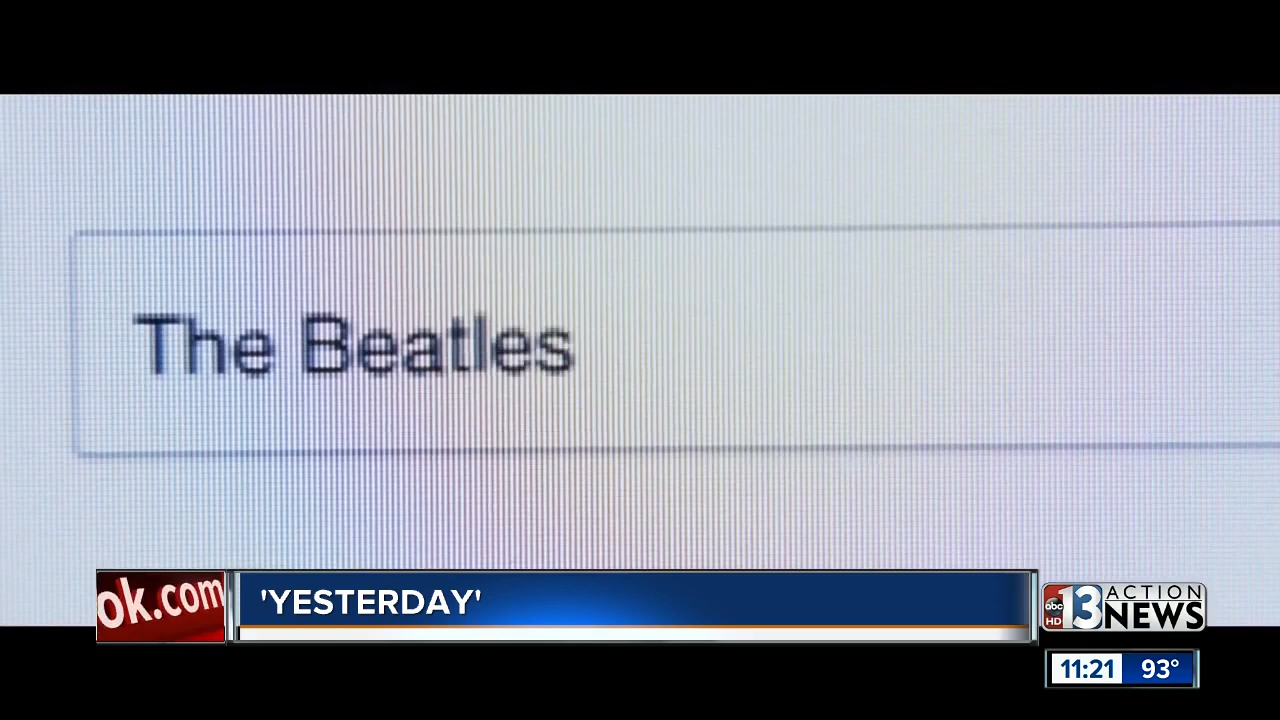 The Beatles
ok.com
'YESTERDAY'
abc
HD
13
ACTION
NEWS
11:21
93°